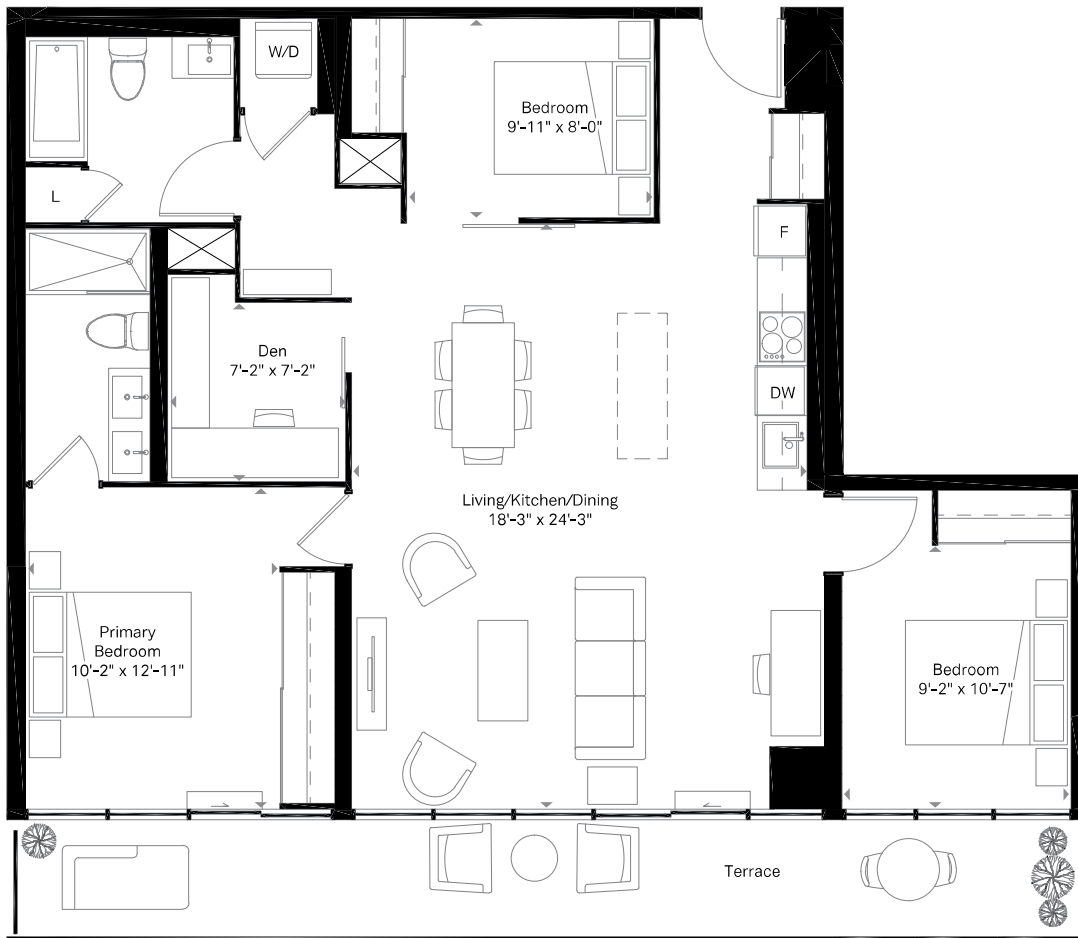 W/D
Bedroom
9'-11" x 8'-0"
L
F
Den
7'-2" x 7'-2"
DW
Living/Kitchen/Dining
18'-3" x 24'-3"
Primary
Bedroom
10'-2" x 12'-11"
Bedroom
9'-2" x 10'-7"
Terrace